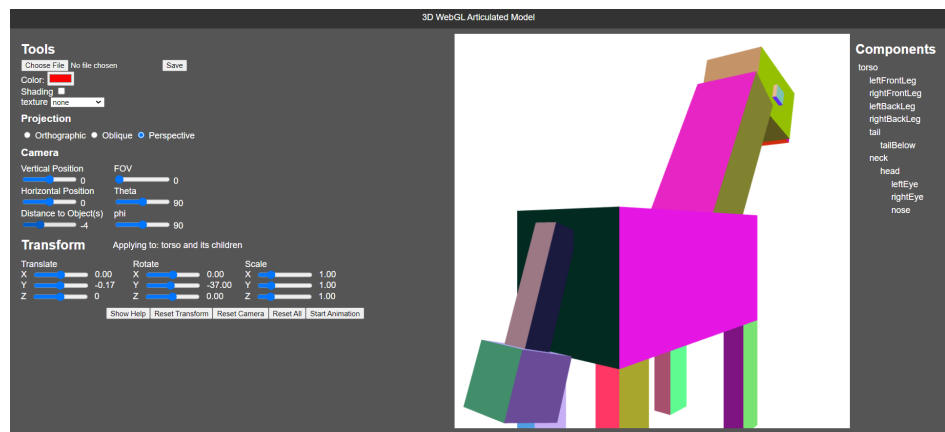 3D WebGL Articulated Model
Tools
Choose File No file chosen Save
Color:
Shading
texture none
Projection
Orthographic Oblique Perspective
Camera
Vertical Position FOV
0 0
Horizontal Position Theta
0 90
Distance to Object(s) phi
-4 90
Transform Applying to: torso and its children
Translate Rotate Scale
X 0.00 X 0.00 X 1.00
Y -0.17 Y -37.00 Y 1.00
Z 0 Z 0.00 Z 1.00
Show Help Reset Transform Reset Camera Reset All Start Animation
Components
torso
leftFrontLeg
rightFrontLeg
leftBackLeg
rightBackLeg
tail
tailBelow
neck
head
leftEye
rightEye
nose